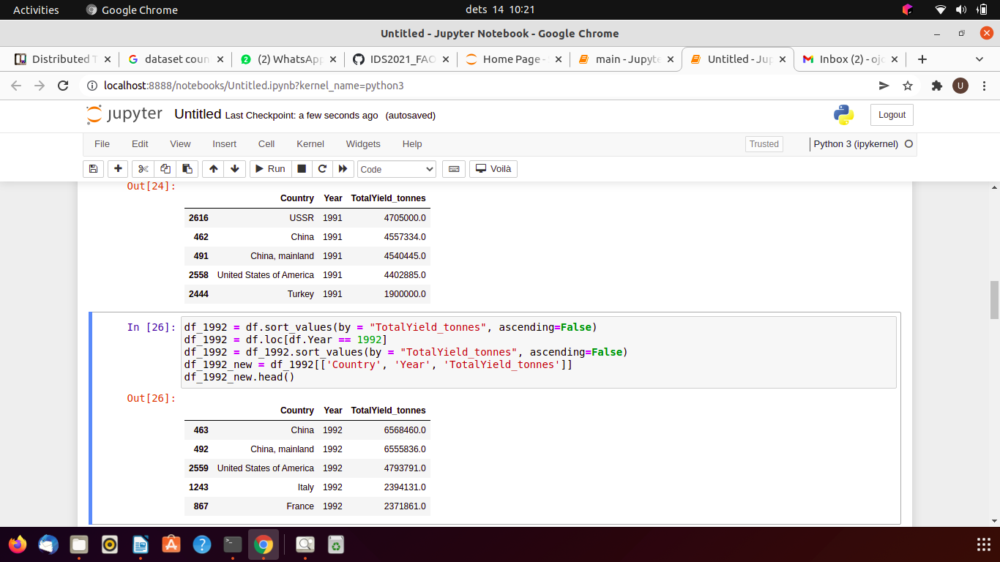 Activities Google Chrome dets 14 10:21
Untitled - Jupyter Notebook - Google Chrome
Distributed T dataset coun (2) WhatsApp IDS2021_FAO Home Page - main - Jupyte Untitled - Jup Inbox (2) - ojo
localhost:8888/notebooks/Untitled.ipynb?kernel_name=python3 U
jupyter Untitled Last Checkpoint: a few seconds ago (autosaved) Logout
File Edit View Insert Cell Kernel Widgets Help Trusted Python 3 (ipykernel)
Run Code Voilà
Out[24]:
Country Year TotalYield_tonnes
2616 USSR 1991 4705000.0
462 China 1991 4557334.0
491 China, mainland 1991 4540445.0
2558 United States of America 1991 4402885.0
2444 Turkey 1991 1900000.0
In [26]: df_1992 = df.sort_values(by = "TotalYield_tonnes", ascending=False)
df_1992 = df.loc[df.Year == 1992]
df_1992 = df_1992.sort_values(by = "TotalYield_tonnes", ascending=False)
df_1992_new = df_1992[['Country', 'Year', 'TotalYield_tonnes']]
df_1992_new.head()
Out[26]:
Country Year TotalYield_tonnes
463 China 1992 6568460.0
492 China, mainland 1992 6555836.0
2559 United States of America 1992 4793791.0
1243 Italy 1992 2394131.0
867 France 1992 2371861.0